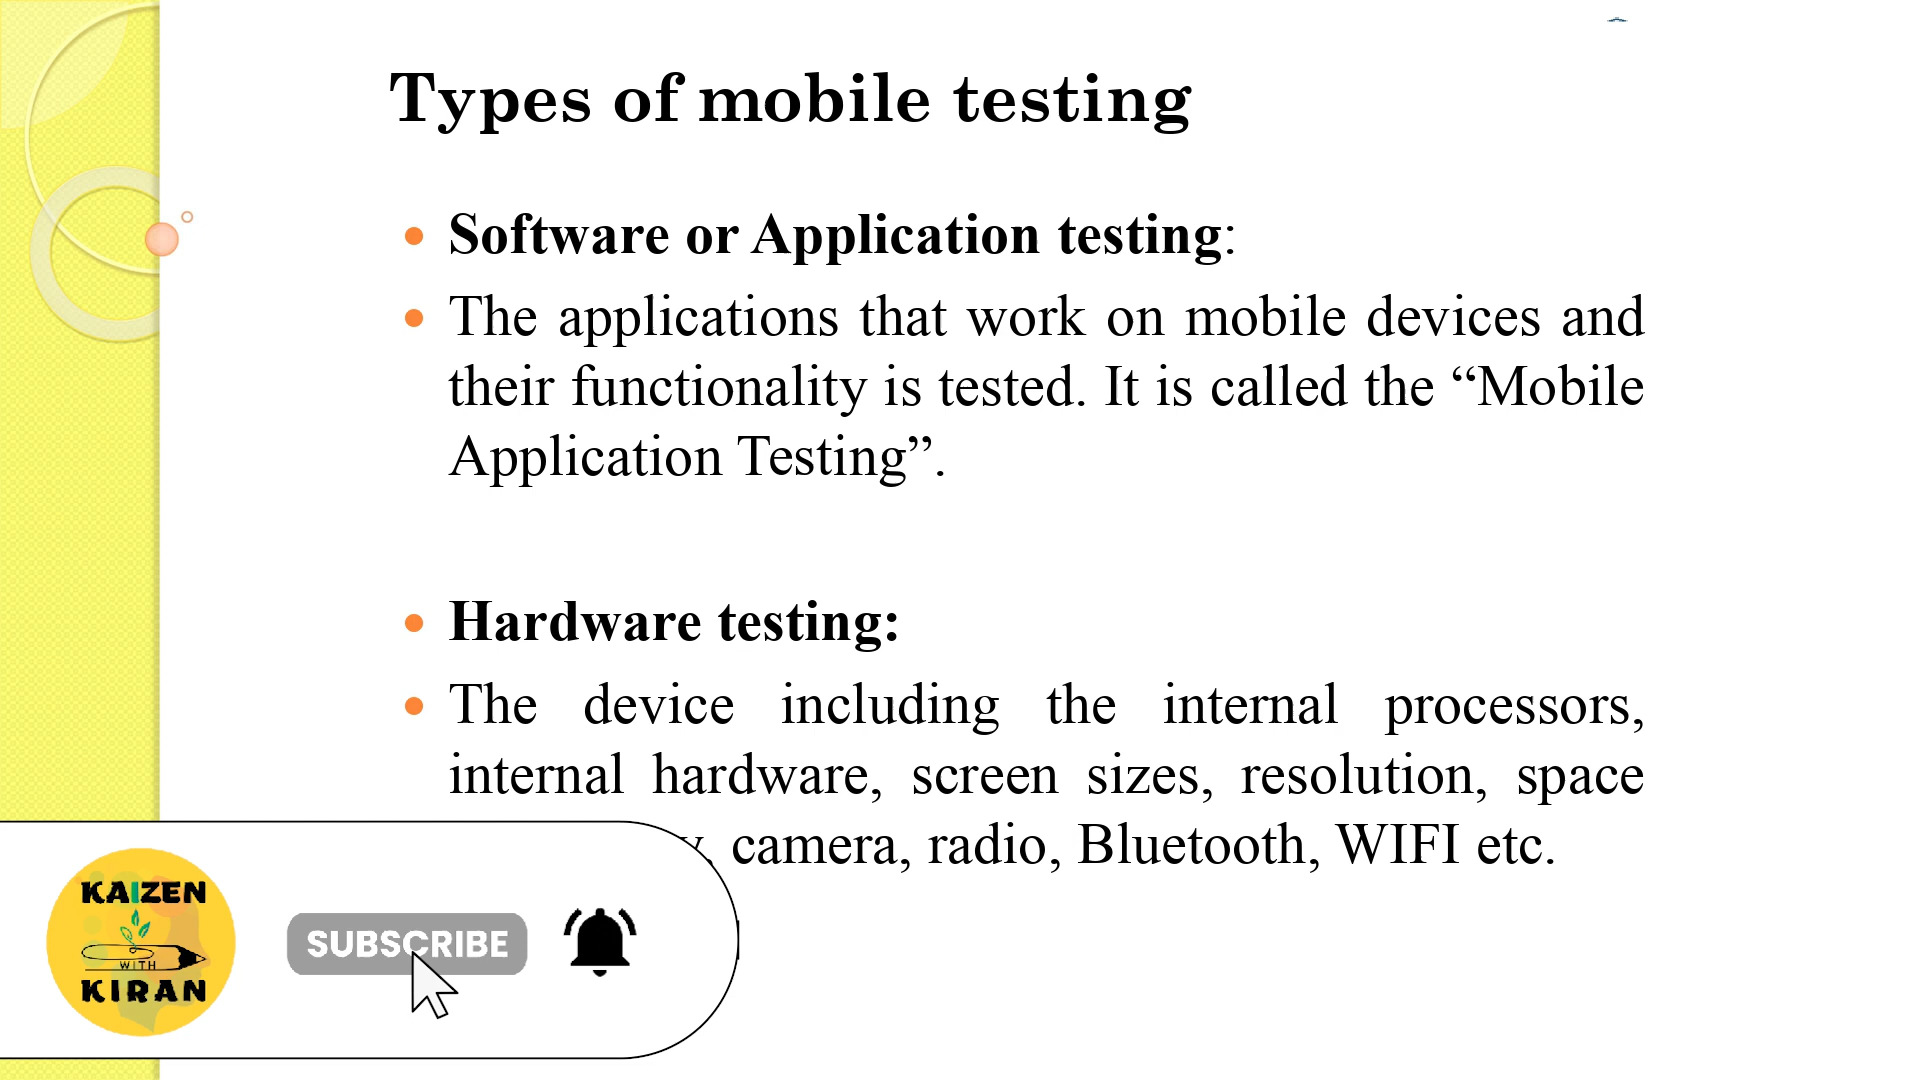 Types of mobile testing
Software or Application testing:
The applications that work on mobile devices and
their functionality is tested. It is called the “Mobile
Application Testing”.
Hardware testing:
The device including the internal processors,
internal hardware, screen sizes, resolution, space
camera, radio, Bluetooth, WIFI etc.
KAIZEN
WITH
KIRAN
SUBSCRIBE